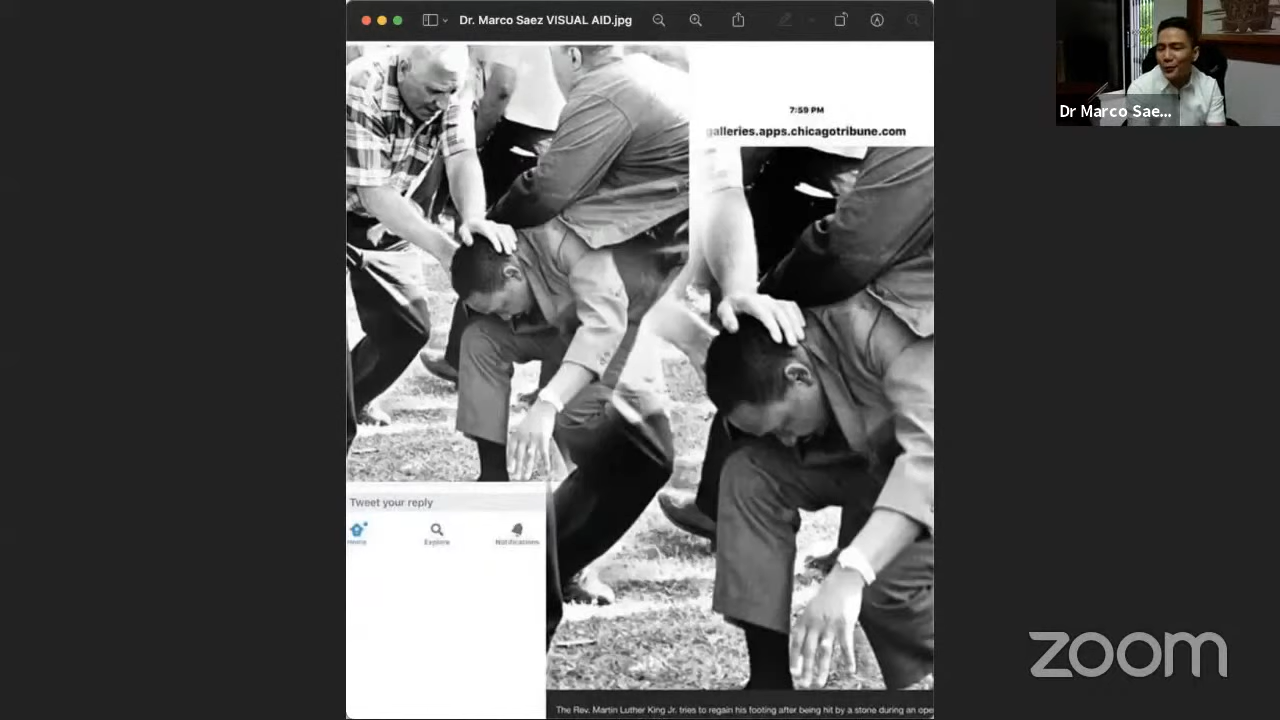 Dr. Marco Saez VISUAL AID.jpg
Dr Marco Sae...
7:59 PM
galleries.apps.chicagotribune.com
Tweet your reply
Home
Explore
Notifications
The Rev. Martin Luther King Jr. tries to regain his footing after being hit by a stone during an ope
zoom